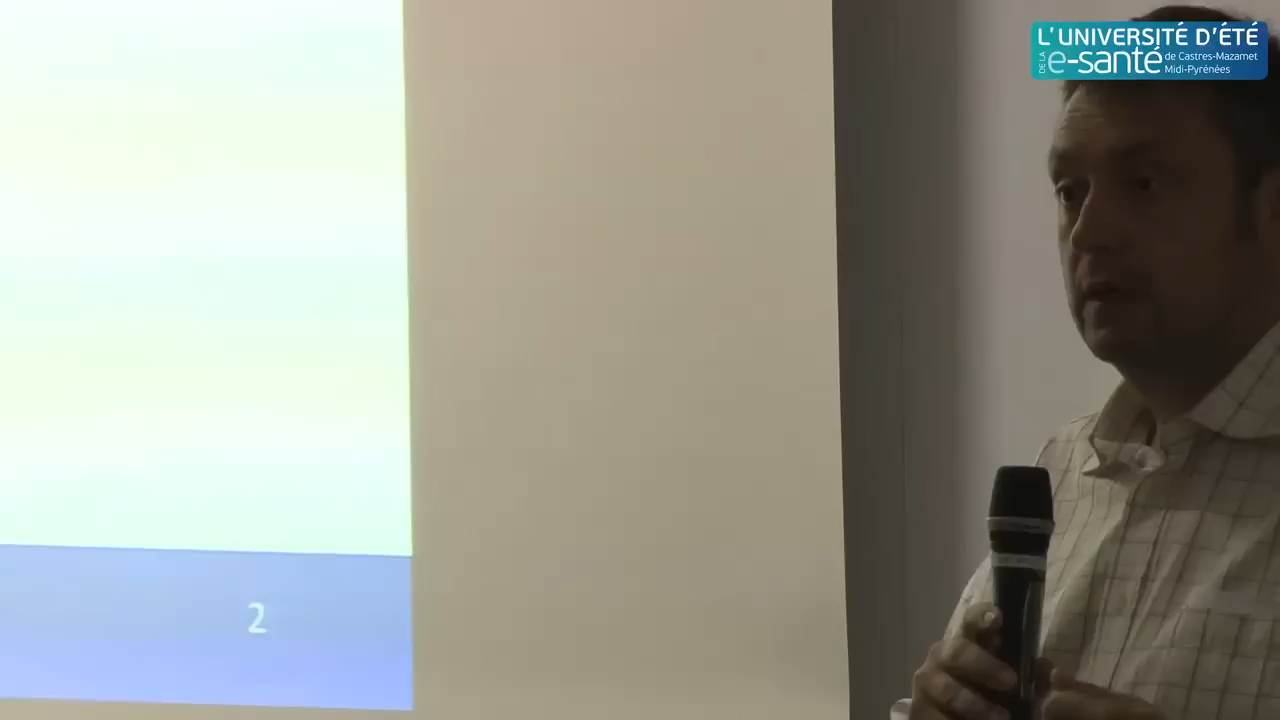 L'UNIVERSITÉ D'ÉTÉ
DE LA e-santé de Castres-Mazamet
Midi-Pyrénées
2